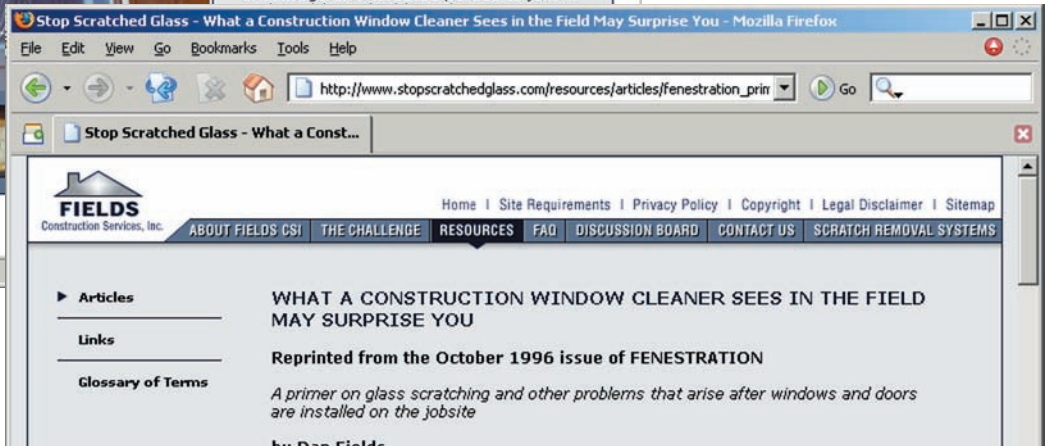 Stop Scratched Glass - What a Construction Window Cleaner Sees in the Field May Surprise You - Mozilla Firefox
File Edit View Go Bookmarks Tools Help
http://www.stopscratchedglass.com/resources/articles/fenestration_prim Go
Stop Scratched Glass - What a Const...
FIELDS
Construction Services, Inc.
Home | Site Requirements | Privacy Policy | Copyright | Legal Disclaimer | Sitemap
ABOUT FIELDS CSI THE CHALLENGE RESOURCES FAQ DISCUSSION BOARD CONTACT US SCRATCH REMOVAL SYSTEMS
Articles
Links
Glossary of Terms
WHAT A CONSTRUCTION WINDOW CLEANER SEES IN THE FIELD
MAY SURPRISE YOU
Reprinted from the October 1996 issue of FENESTRATION
A primer on glass scratching and other problems that arise after windows and doors
are installed on the jobsite
by Dan Fields